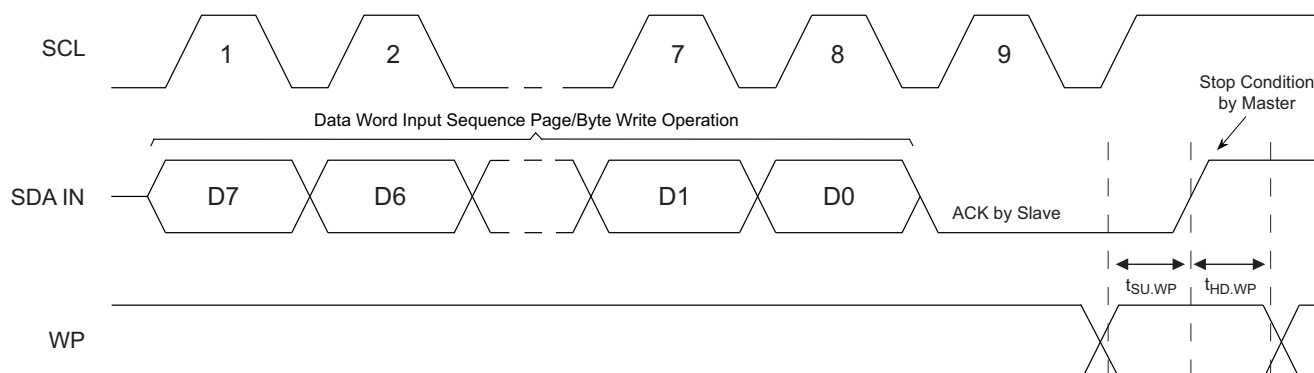 SCL
1
2
7
8
9
Stop Condition
by Master
Data Word Input Sequence Page/Byte Write Operation
SDA IN
D7
D6
D1
D0
ACK by Slave
tSU.WP
tHD.WP
WP